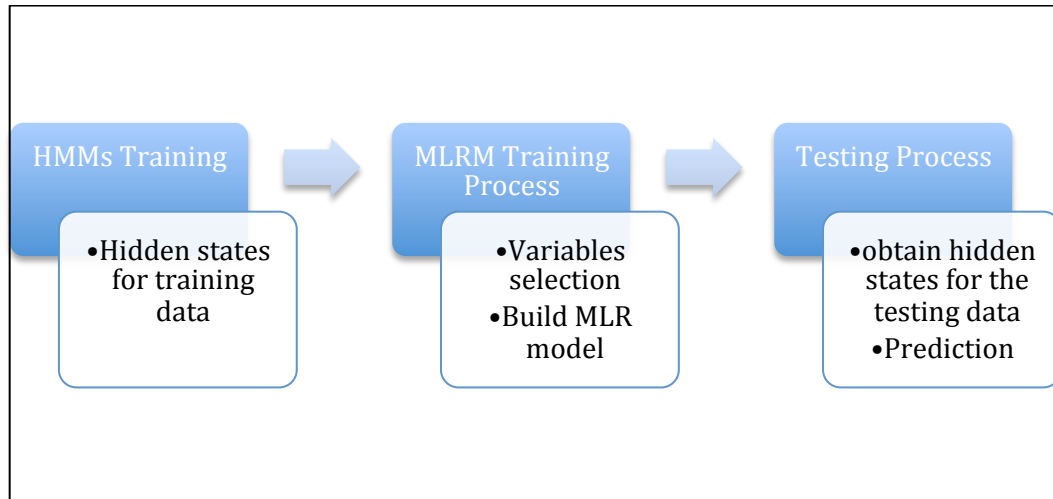 HMMs Training
•Hidden states
for training
data
MLRM Training
Process
•Variables
selection
•Build MLR
model
Testing Process
•obtain hidden
states for the
testing data
•Prediction